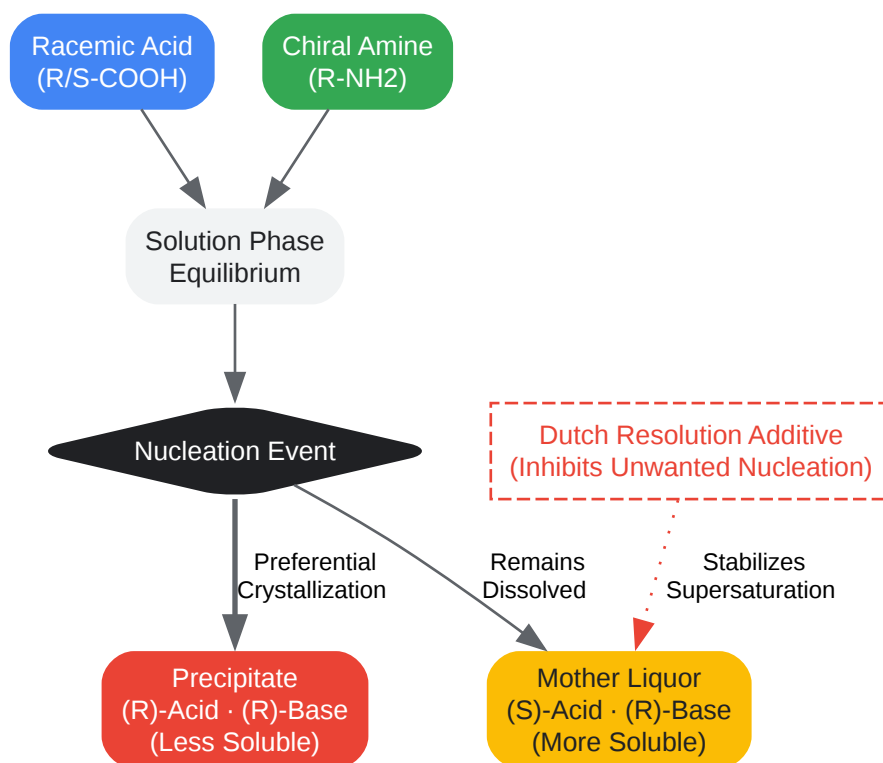 Racemic Acid
(R/S-COOH)
Chiral Amine
(R-NH2)
Solution Phase
Equilibrium
Nucleation Event
Dutch Resolution Additive
(Inhibits Unwanted Nucleation)
Preferential
Crystallization
Remains
Dissolved
Stabilizes
Supersaturation
Precipitate
(R)-Acid · (R)-Base
(Less Soluble)
Mother Liquor
(S)-Acid · (R)-Base
(More Soluble)